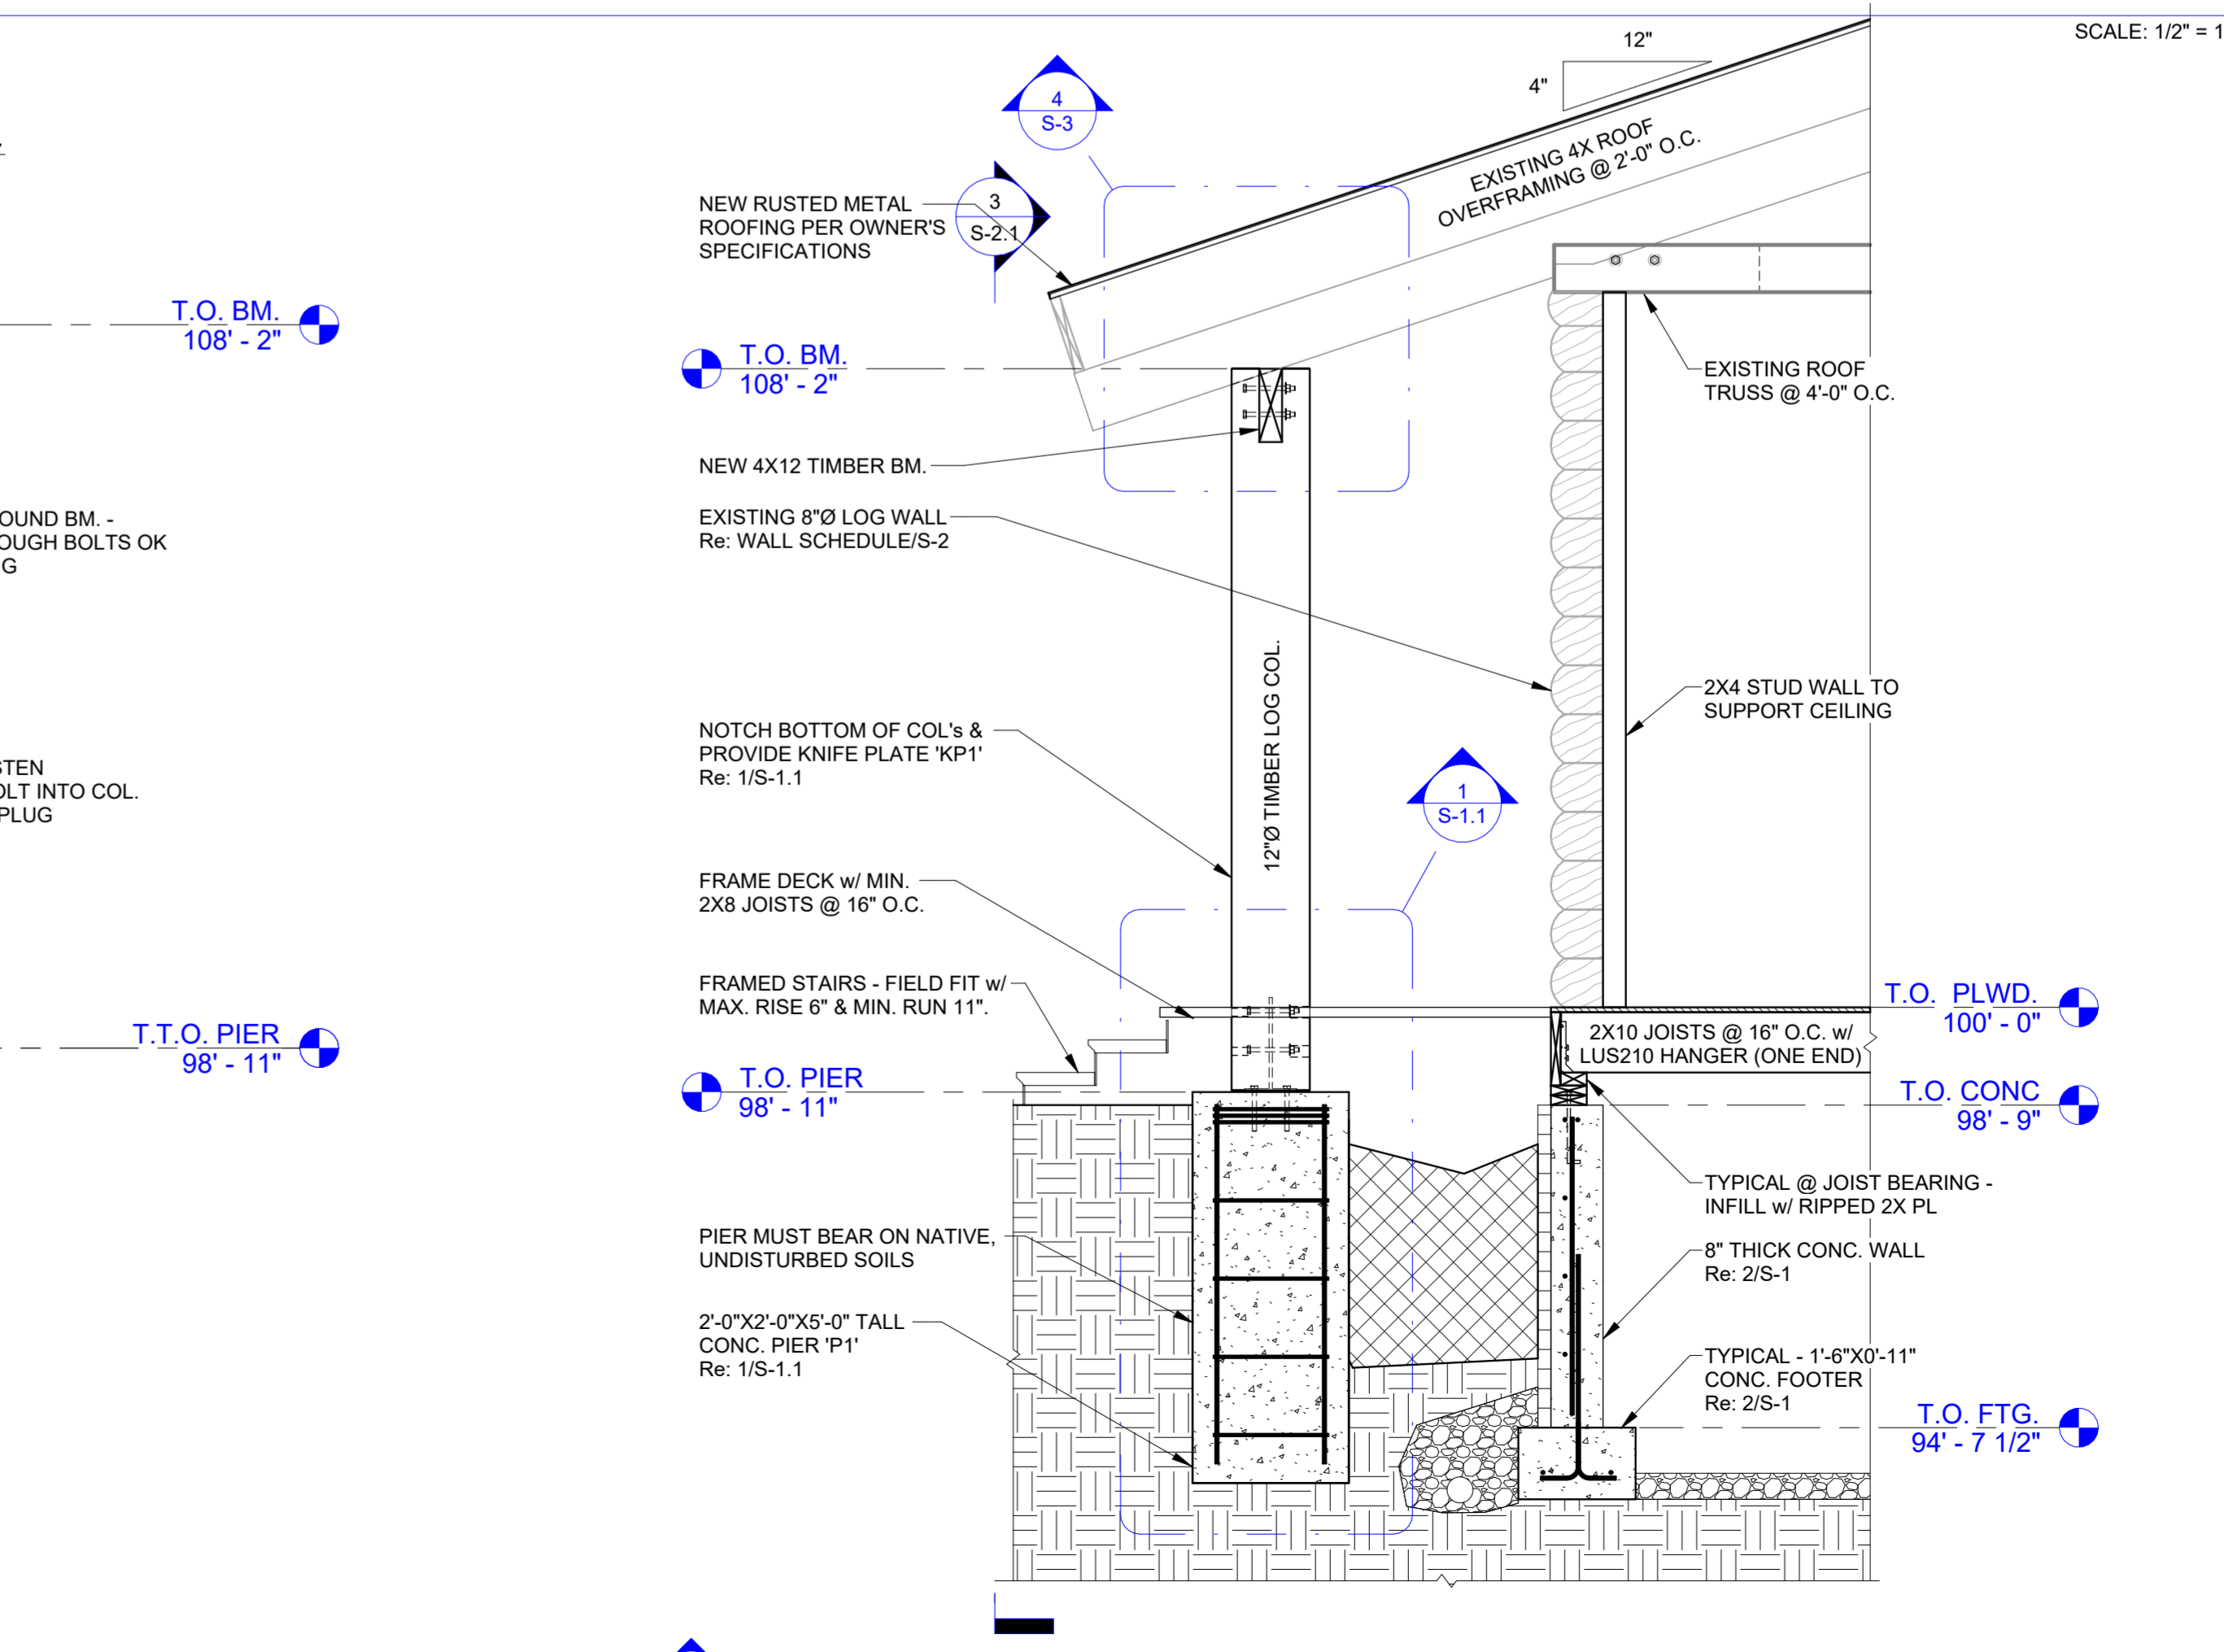 SCALE: 1/2" = 1
12"
4"
4
S-3
3
S-2.1
EXISTING 4X ROOF
OVERFRAMING @ 2'-0" O.C.
NEW RUSTED METAL
ROOFING PER OWNER'S
SPECIFICATIONS
T.O. BM.
108' - 2"
T.O. BM.
108' - 2"
EXISTING ROOF
TRUSS @ 4'-0" O.C.
NEW 4X12 TIMBER BM.
EXISTING 8"Ø LOG WALL
Re: WALL SCHEDULE/S-2
OUND BM. -
OUGH BOLTS OK
G
12"Ø TIMBER LOG COL.
2X4 STUD WALL TO
SUPPORT CEILING
NOTCH BOTTOM OF COL's &
PROVIDE KNIFE PLATE 'KP1'
Re: 1/S-1.1
STEN
OLT INTO COL.
PLUG
1
S-1.1
FRAME DECK w/ MIN.
2X8 JOISTS @ 16" O.C.
FRAMED STAIRS - FIELD FIT w/
MAX. RISE 6" & MIN. RUN 11".
T.O. PLWD.
100' - 0"
2X10 JOISTS @ 16" O.C. w/
LUS210 HANGER (ONE END)
T.T.O. PIER
98' - 11"
T.O. PIER
98' - 11"
T.O. CONC
98' - 9"
TYPICAL @ JOIST BEARING -
INFILL w/ RIPPED 2X PL
PIER MUST BEAR ON NATIVE,
UNDISTURBED SOILS
8" THICK CONC. WALL
Re: 2/S-1
2'-0"X2'-0"X5'-0" TALL
CONC. PIER 'P1'
Re: 1/S-1.1
TYPICAL - 1'-6"X0'-11"
CONC. FOOTER
Re: 2/S-1
T.O. FTG.
94' - 7 1/2"